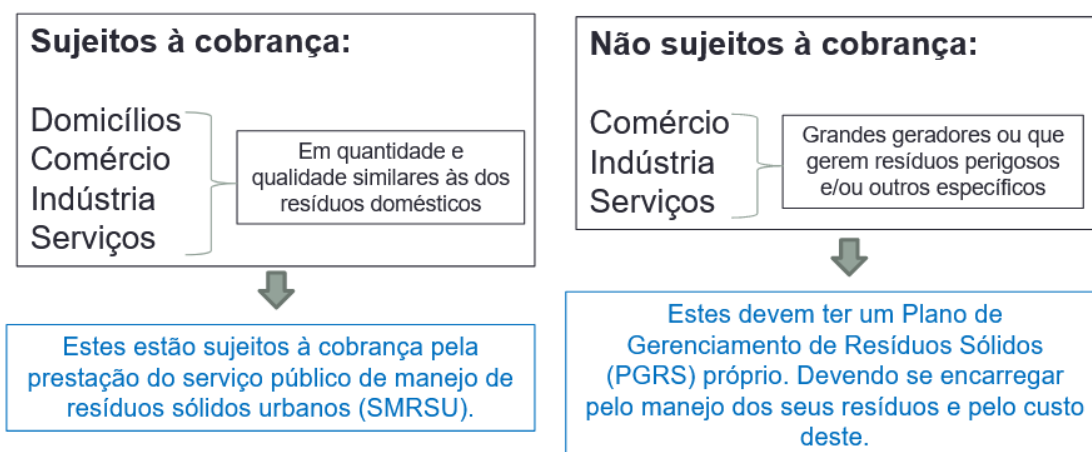 Sujeitos à cobrança:
Domicílios
Comércio
Indústria
Serviços
Em quantidade e
qualidade similares às dos
resíduos domésticos
Estes estão sujeitos à cobrança pela
prestação do serviço público de manejo de
resíduos sólidos urbanos (SMRSU).
Não sujeitos à cobrança:
Comércio
Indústria
Serviços
Grandes geradores ou que
gerem resíduos perigosos
e/ou outros específicos
Estes devem ter um Plano de
Gerenciamento de Resíduos Sólidos
(PGRS) próprio. Devendo se encarregar
pelo manejo dos seus resíduos e pelo custo
deste.